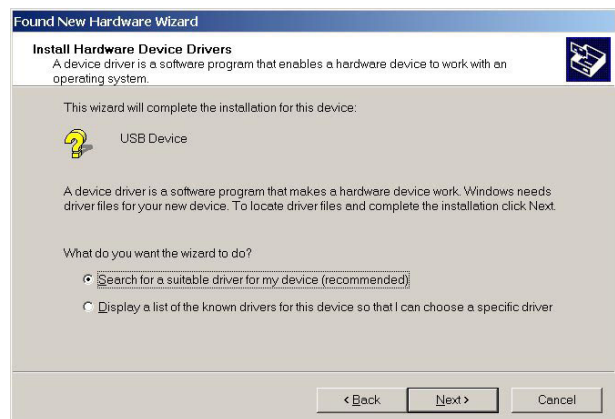 Found New Hardware Wizard
Install Hardware Device Drivers
A device driver is a software program that enables a hardware device to work with an
operating system.
This wizard will complete the installation for this device:
USB Device
A device driver is a software program that makes a hardware device work. Windows needs
driver files for your new device. To locate driver files and complete the installation click Next.
What do you want the wizard to do?
Search for a suitable driver for my device (recommended)
Display a list of the known drivers for this device so that I can choose a specific driver
< Back Next > Cancel